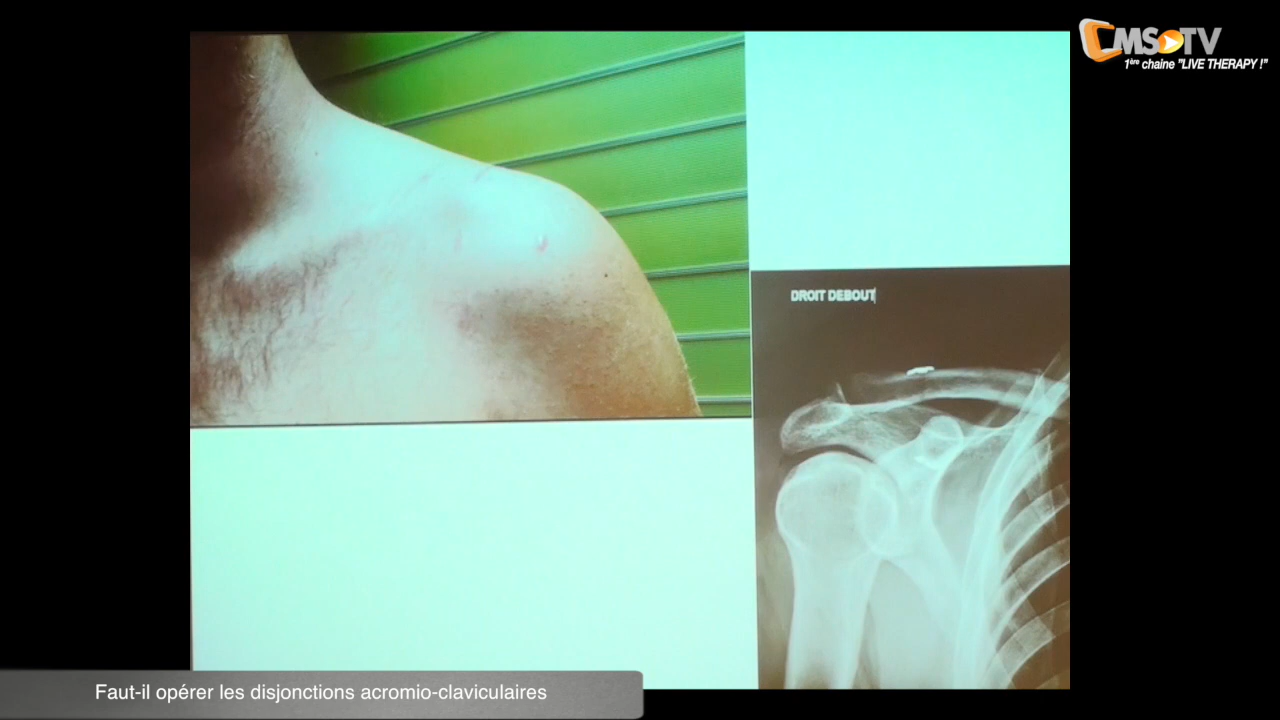 CMSTV
1ère chaine "LIVE THERAPY !"
DROIT DEBOUT
Faut-il opérer les disjonctions acromio-claviculaires